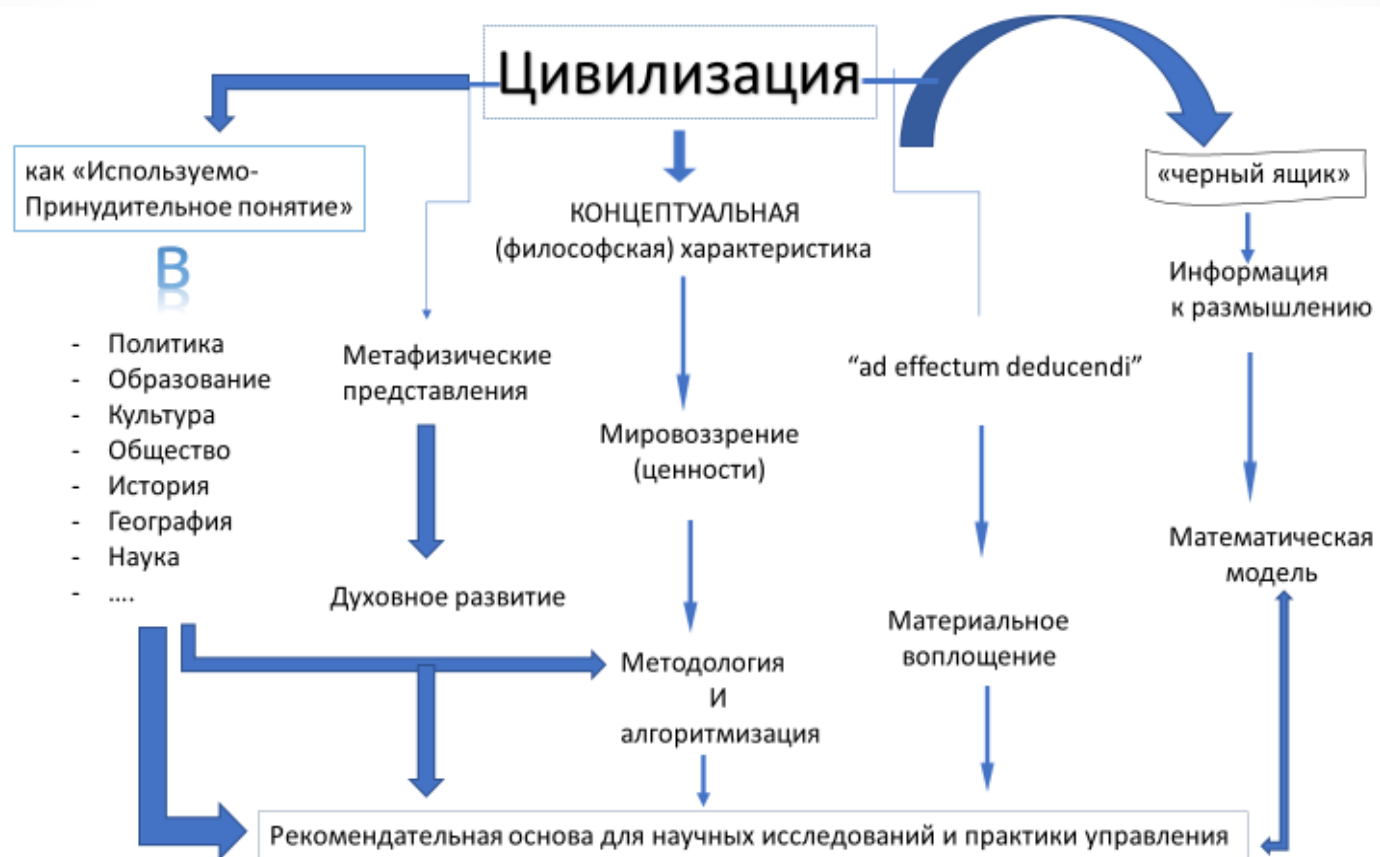 Цивилизация
как «Используемо-
Принудительное понятие»
В
- Политика
- Образование
- Культура
- Общество
- История
- География
- Наука
- ....
Метафизические
представления
Духовное развитие
КОНЦЕПТУАЛЬНАЯ
(философская) характеристика
Мировоззрение
(ценности)
Методология
И
алгоритмизация
“ad effectum deducendi”
Материальное
воплощение
«черный ящик»
Информация
к размышлению
Математическая
модель
Рекомендательная основа для научных исследований и практики управления